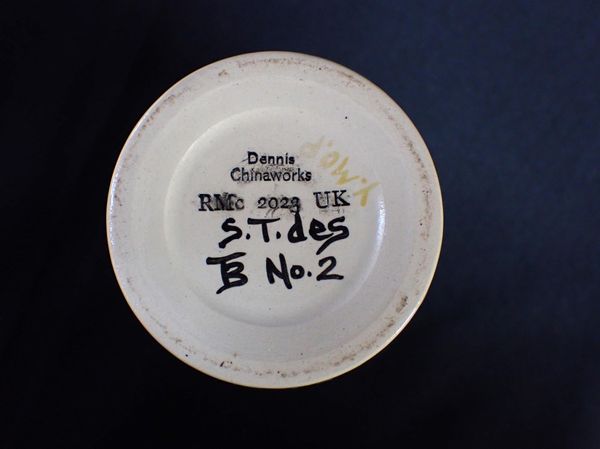 Dennis
Chinaworks
RMc 2023 UK
S.T.des
TB No.2